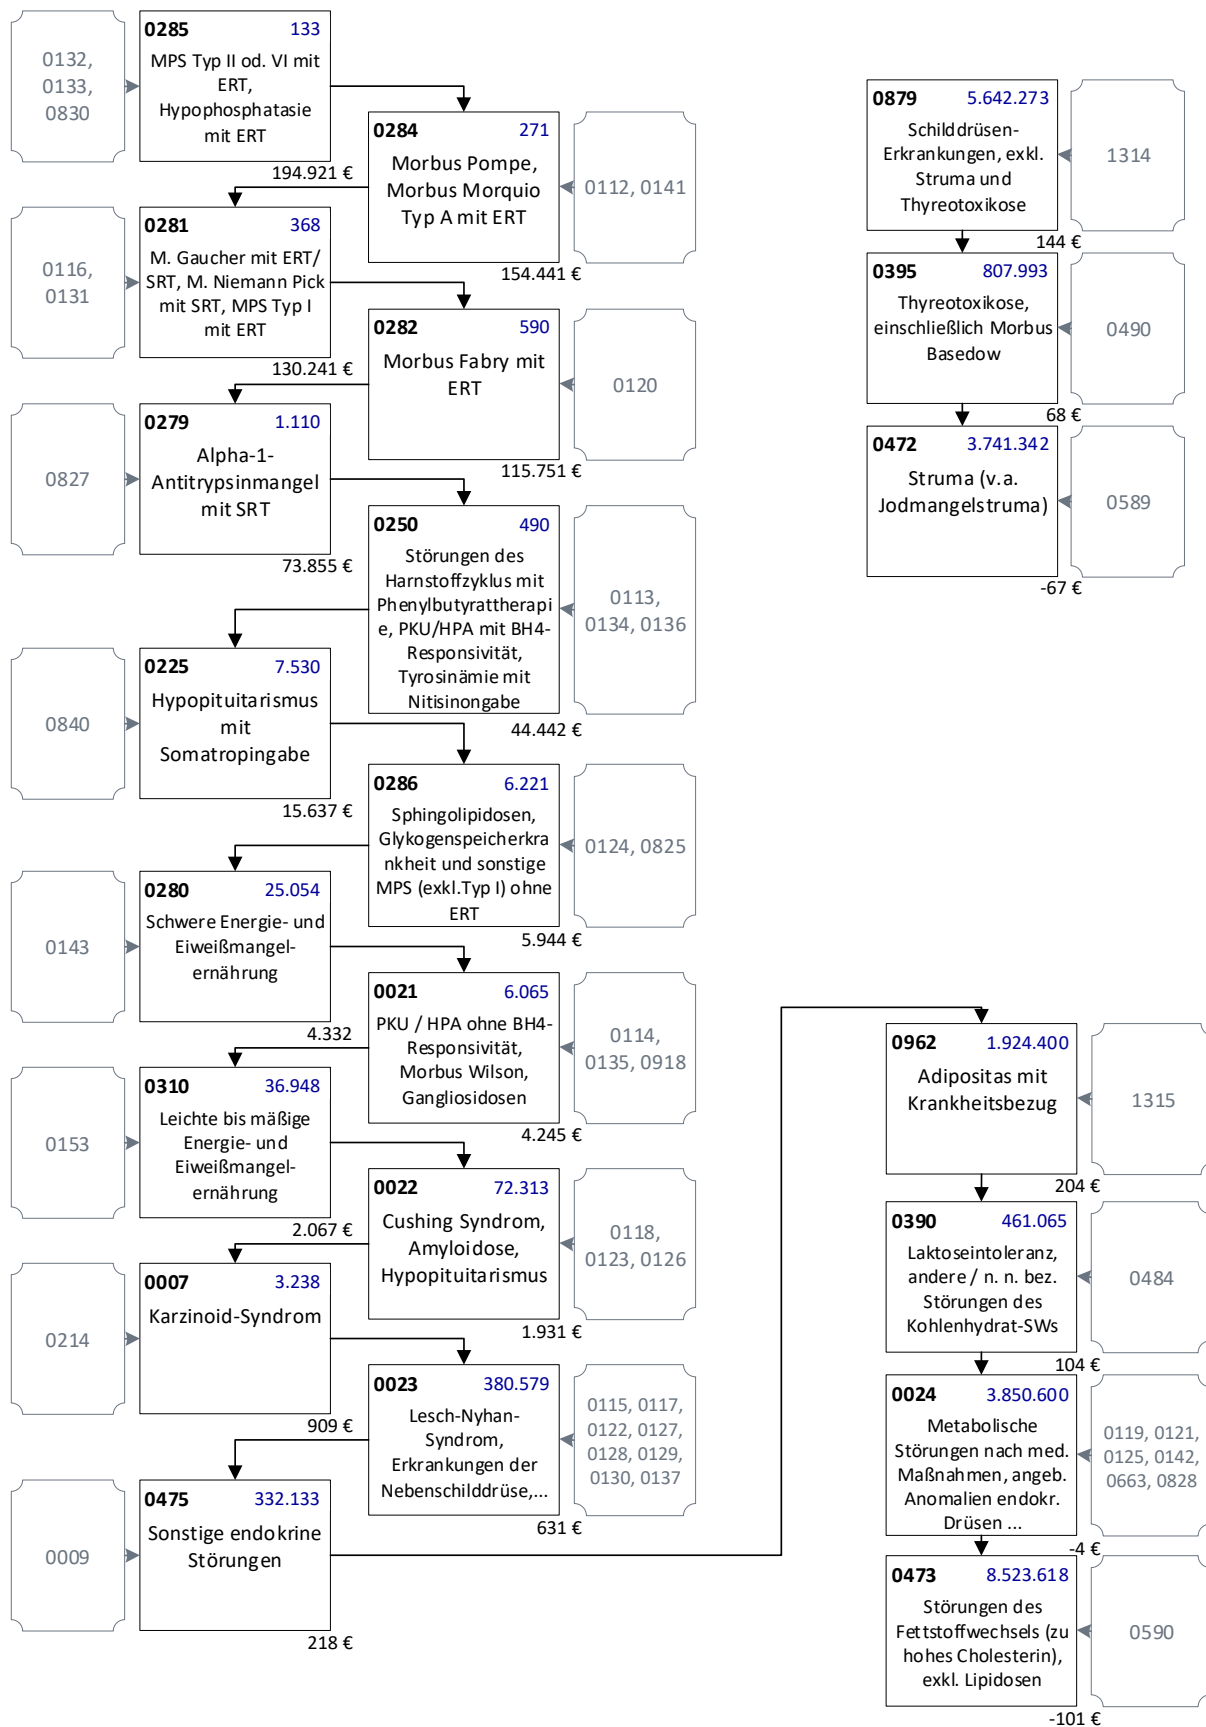 0132,
0133,
0830
0285 133
MPS Typ II od. VI mit
ERT,
Hypophosphatasie
mit ERT
194.921 €
0284 271
Morbus Pompe,
Morbus Morquio
Typ A mit ERT
154.441 €
0112, 0141
0116,
0131
0281 368
M. Gaucher mit ERT/
SRT, M. Niemann Pick
mit SRT, MPS Typ I
mit ERT
130.241 €
0282 590
Morbus Fabry mit
ERT
115.751 €
0120
0827
0279 1.110
Alpha-1-
Antitrypsinmangel
mit SRT
73.855 €
0250 490
Störungen des
Harnstoffzyklus mit
Phenylbutyrattherapi
e, PKU/HPA mit BH4-
Responsivität,
Tyrosinämie mit
Nitisinongabe
44.442 €
0113,
0134, 0136
0840
0225 7.530
Hypopituitarismus
mit
Somatropingabe
15.637 €
0286 6.221
Sphingolipidosen,
Glykogenspeicherkra
nkheit und sonstige
MPS (exkl.Typ I) ohne
ERT
5.944 €
0124, 0825
0143
0280 25.054
Schwere Energie- und
Eiweißmangel-
ernährung
4.332
0021 6.065
PKU / HPA ohne BH4-
Responsivität,
Morbus Wilson,
Gangliosidosen
4.245 €
0114,
0135, 0918
0153
0310 36.948
Leichte bis mäßige
Energie- und
Eiweißmangel-
ernährung
2.067 €
0022 72.313
Cushing Syndrom,
Amyloidose,
Hypopituitarismus
1.931 €
0118,
0123, 0126
0214
0007 3.238
Karzinoid-Syndrom
909 €
0023 380.579
Lesch-Nyhan-
Syndrom,
Erkrankungen der
Nebenschilddrüse,...
631 €
0115, 0117,
0122, 0127,
0128, 0129,
0130, 0137
0009
0475 332.133
Sonstige endokrine
Störungen
218 €
0879 5.642.273
Schilddrüsen-
Erkrankungen, exkl.
Struma und
Thyreotoxikose
144 €
1314
0395 807.993
Thyreotoxikose,
einschließlich Morbus
Basedow
68 €
0490
0472 3.741.342
Struma (v.a.
Jodmangelstruma)
-67 €
0589
0962 1.924.400
Adipositas mit
Krankheitsbezug
204 €
1315
0390 461.065
Laktoseintoleranz,
andere / n. n. bez.
Störungen des
Kohlenhydrat-SWs
104 €
0484
0024 3.850.600
Metabolische
Störungen nach med.
Maßnahmen, angeb.
Anomalien endokr.
Drüsen ...
-4 €
0119, 0121,
0125, 0142,
0663, 0828
0473 8.523.618
Störungen des
Fettstoffwechsels (zu
hohes Cholesterin),
exkl. Lipidosen
-101 €
0590